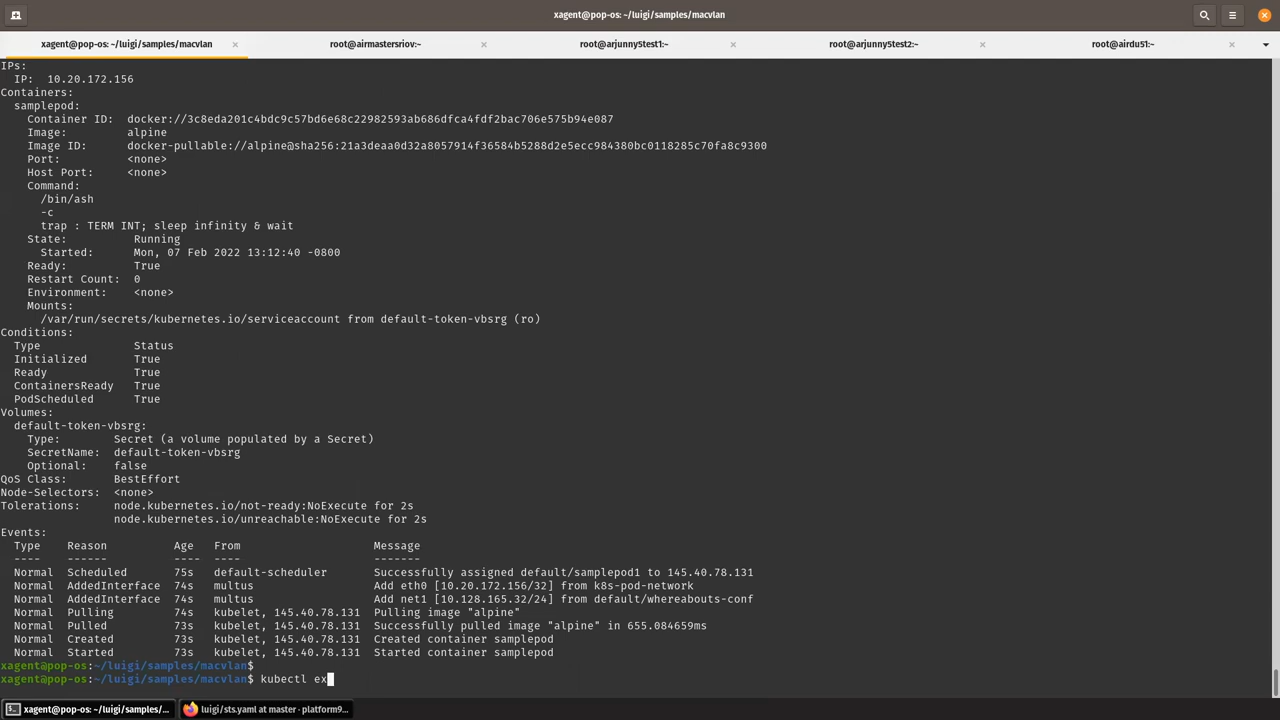 xagent@pop-os: ~/luigi/samples/macvlan
xagent@pop-os: ~/luigi/samples/macvlan
root@airmastersriov:~
root@arjunny5test1:~
root@arjunny5test2:~
root@airdu51:~
IPs:
IP:  10.20.172.156
Containers:
samplepod:
Container ID:  docker://3c8eda201c4bdc9c57bd6e68c22982593ab686dfca4fdf2bac706e575b94e087
Image:         alpine
Image ID:      docker-pullable://alpine@sha256:21a3deaa0d32a8057914f36584b5288d2e5ecc984380bc0118285c70fa8c9300
Port:          <none>
Host Port:     <none>
Command:
/bin/ash
-c
trap : TERM INT; sleep infinity & wait
State:          Running
Started:      Mon, 07 Feb 2022 13:12:40 -0800
Ready:          True
Restart Count:  0
Environment:    <none>
Mounts:
/var/run/secrets/kubernetes.io/serviceaccount from default-token-vbsrg (ro)
Conditions:
Type              Status
Initialized       True
Ready             True
ContainersReady   True
PodScheduled      True
Volumes:
default-token-vbsrg:
Type:        Secret (a volume populated by a Secret)
SecretName:  default-token-vbsrg
Optional:    false
QoS Class:       BestEffort
Node-Selectors:  <none>
Tolerations:     node.kubernetes.io/not-ready:NoExecute for 2s
node.kubernetes.io/unreachable:NoExecute for 2s
Events:
Type    Reason          Age   From                    Message
----    ------          ----  ----                    -------
Normal  Scheduled       75s   default-scheduler       Successfully assigned default/samplepod1 to 145.40.78.131
Normal  AddedInterface  74s   multus                  Add eth0 [10.20.172.156/32] from k8s-pod-network
Normal  AddedInterface  74s   multus                  Add net1 [10.128.165.32/24] from default/whereabouts-conf
Normal  Pulling         74s   kubelet, 145.40.78.131  Pulling image "alpine"
Normal  Pulled          73s   kubelet, 145.40.78.131  Successfully pulled image "alpine" in 655.084659ms
Normal  Created         73s   kubelet, 145.40.78.131  Created container samplepod
Normal  Started         73s   kubelet, 145.40.78.131  Started container samplepod
xagent@pop-os:~/luigi/samples/macvlan$
xagent@pop-os:~/luigi/samples/macvlan$ kubectl ex
xagent@pop-os: ~/luigi/samples/...
luigi/sts.yaml at master · platform9...